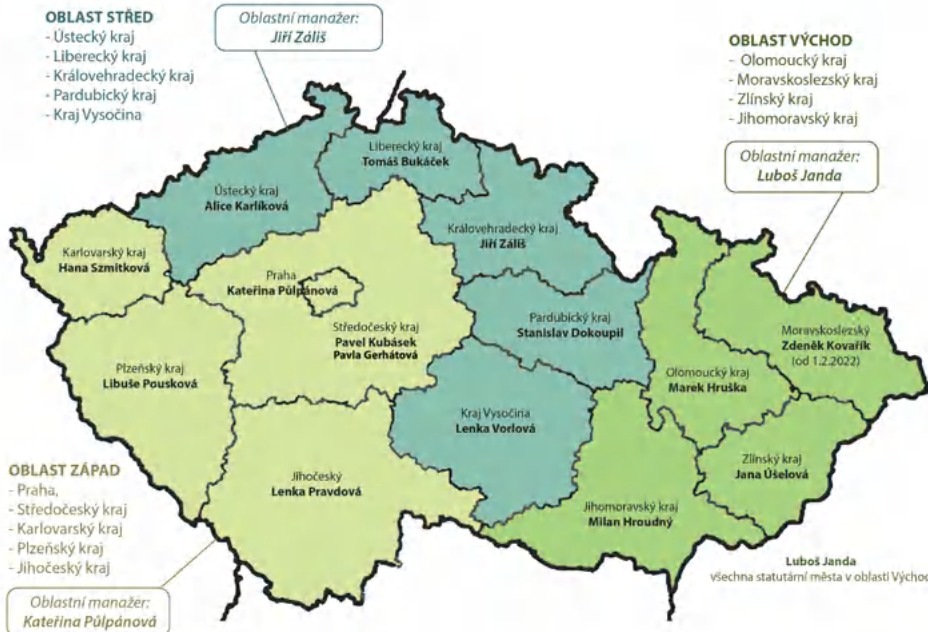 OBLAST STŘED
- Ústecký kraj
- Liberecký kraj
- Královehradecký kraj
- Pardubický kraj
- Kraj Vysočina
Oblastní manažer:
Jiří Záliš
OBLAST VÝCHOD
- Olomoucký kraj
- Moravskoslezský kraj
- Zlínský kraj
- Jihomoravský kraj
Oblastní manažer:
Luboš Janda
Liberecký kraj
Tomáš Bukáček
Ústecký kraj
Alice Karlíková
Královehradecký kraj
Jiří Záliš
Karlovarský kraj
Hana Szmitková
Praha
Kateřina Půlpánová
Středočeský kraj
Pavel Kubásek
Pavla Gerhátová
Pardubický kraj
Stanislav Dokoupil
Moravskoslezský
Zdeněk Kovařík
(od 1.2.2022)
Plzeňský kraj
Libuše Pousková
Olomoucký kraj
Marek Hruška
Kraj Vysočina
Lenka Vorlová
Zlínský kraj
Jana Úšelová
Jihočeský
Lenka Pravdová
Jihomoravský kraj
Milan Hroudný
OBLAST ZÁPAD
- Praha,
- Středočeský kraj
- Karlovarský kraj
- Plzeňský kraj
- Jihočeský kraj
Oblastní manažer:
Kateřina Půlpánová
Luboš Janda
všechna statutární města v oblasti Východ